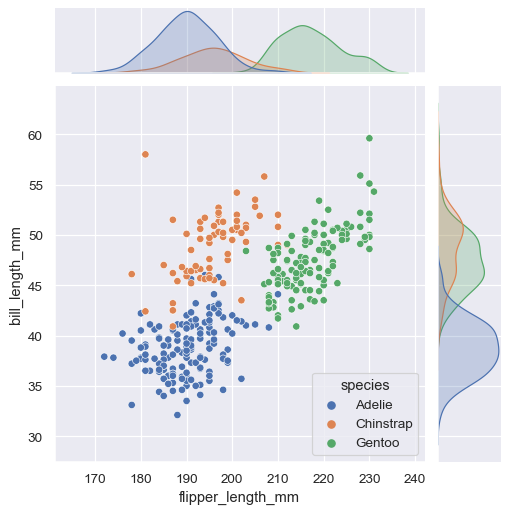 60
55
50
45
40
35
30
bill_length_mm
170 180 190 200 210 220 230 240
flipper_length_mm
species
Adelie
Chinstrap
Gentoo